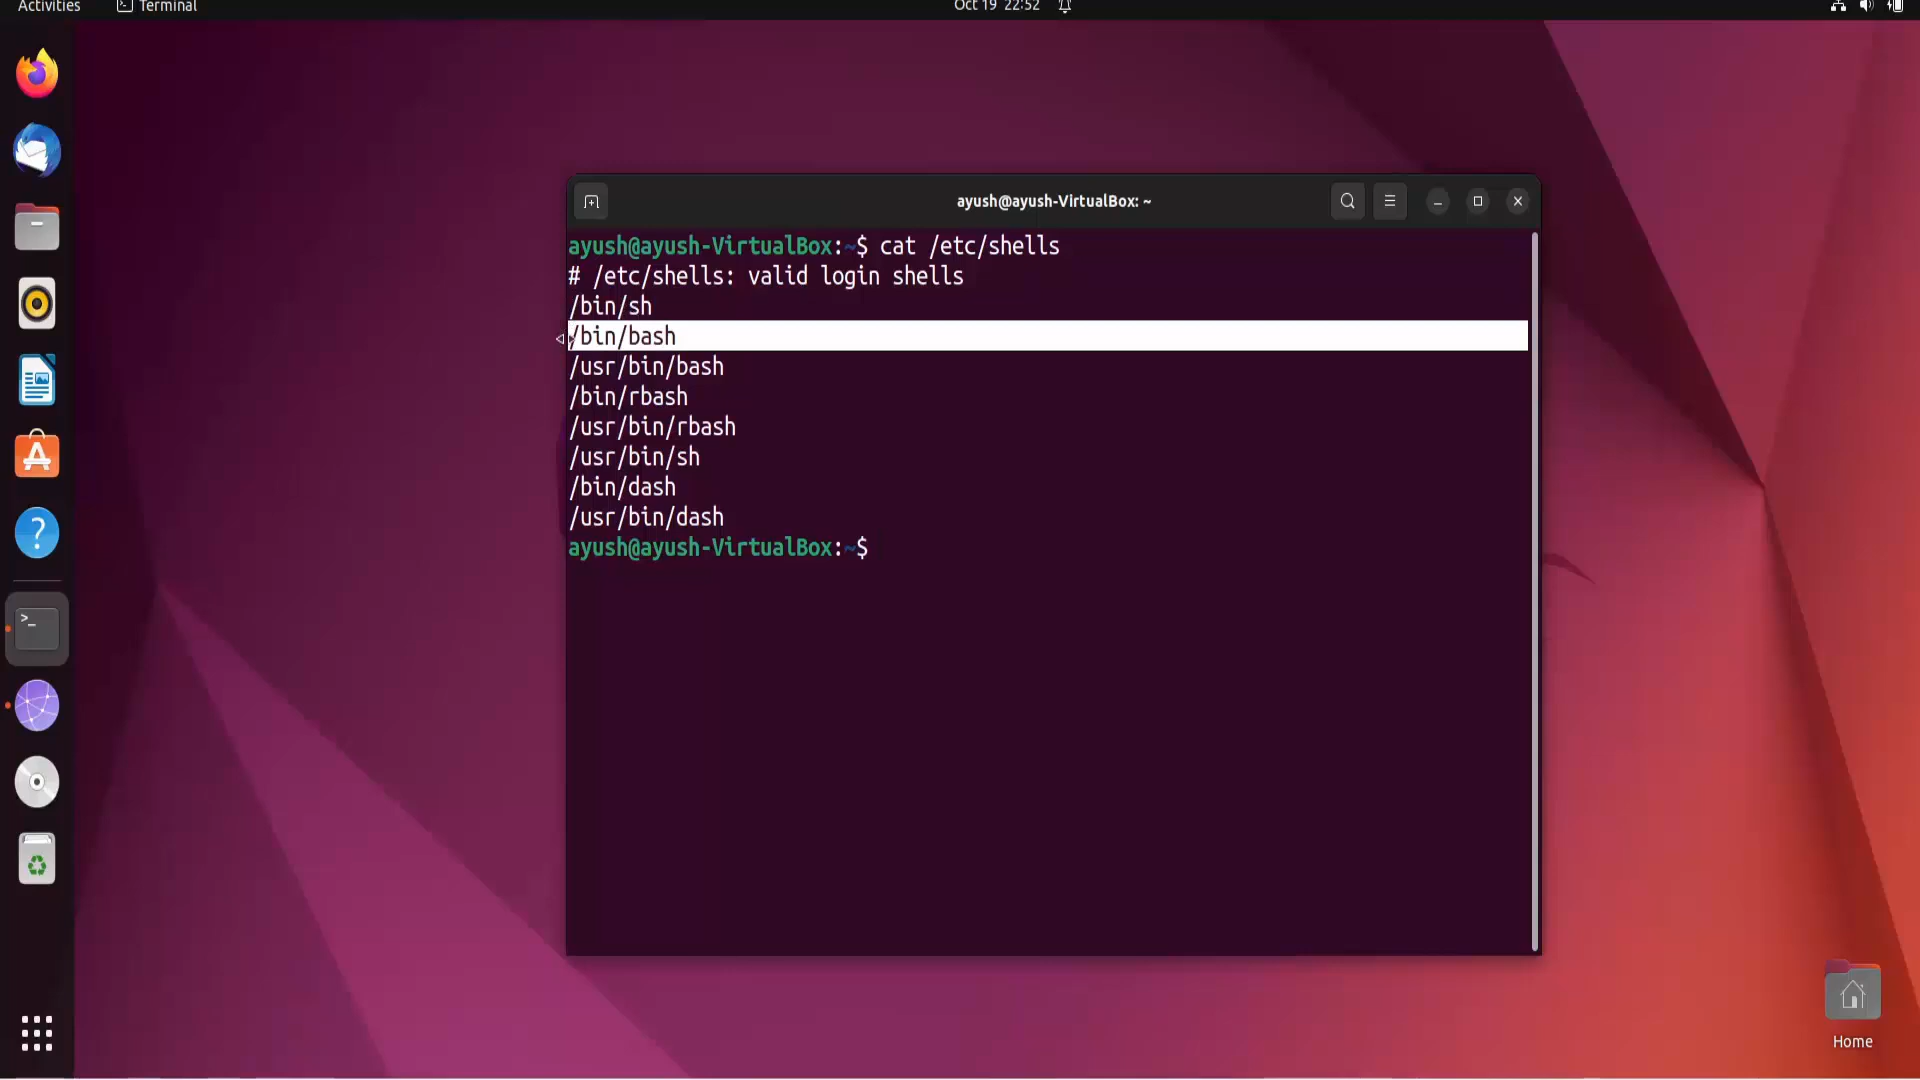 Activities
Terminal
Oct 19 22:52
ayush@ayush-VirtualBox: ~
ayush@ayush-VirtualBox:~$ cat /etc/shells
# /etc/shells: valid login shells
/bin/sh
/bin/bash
/usr/bin/bash
/bin/rbash
/usr/bin/rbash
/usr/bin/sh
/bin/dash
/usr/bin/dash
ayush@ayush-VirtualBox:~$
Home